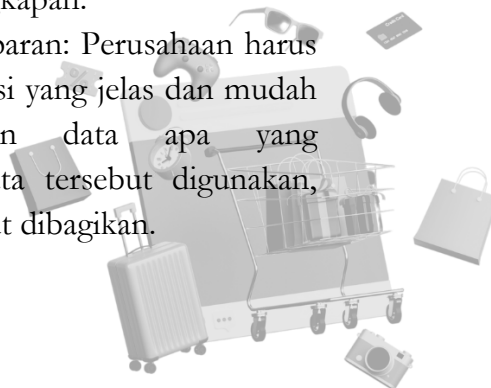 kapan.
paran: Perusahaan harus
si yang jelas dan mudah
n data apa yang
ta tersebut digunakan,
t dibagikan.